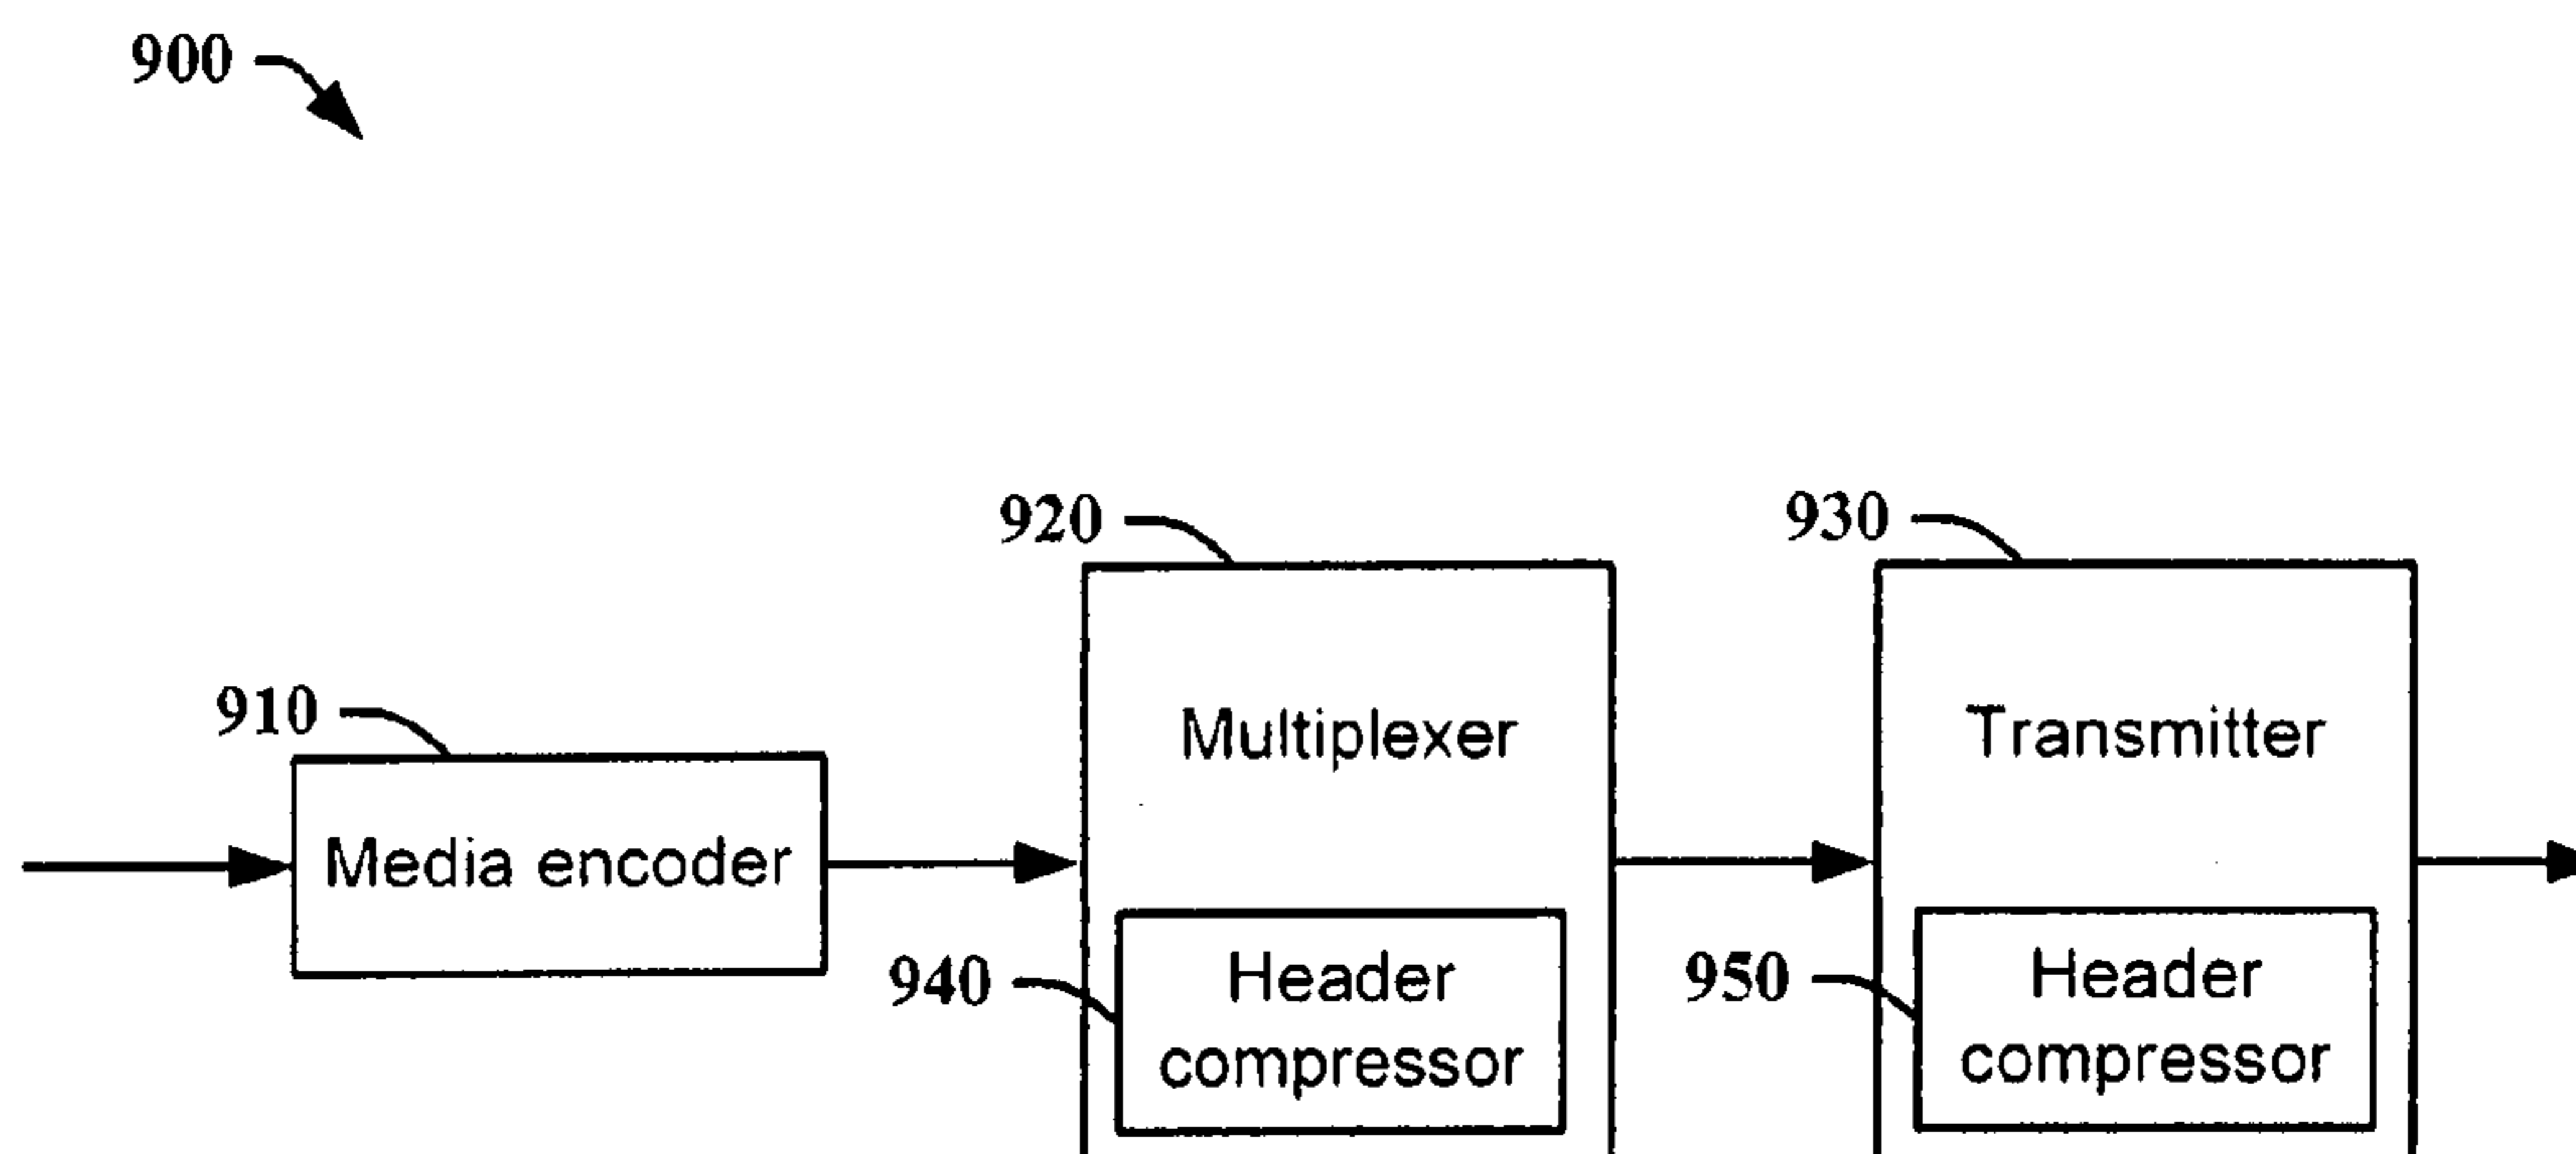 900
920
930
910
Multiplexer
Transmitter
Media encoder
940
Header
compressor
950
Header
compressor